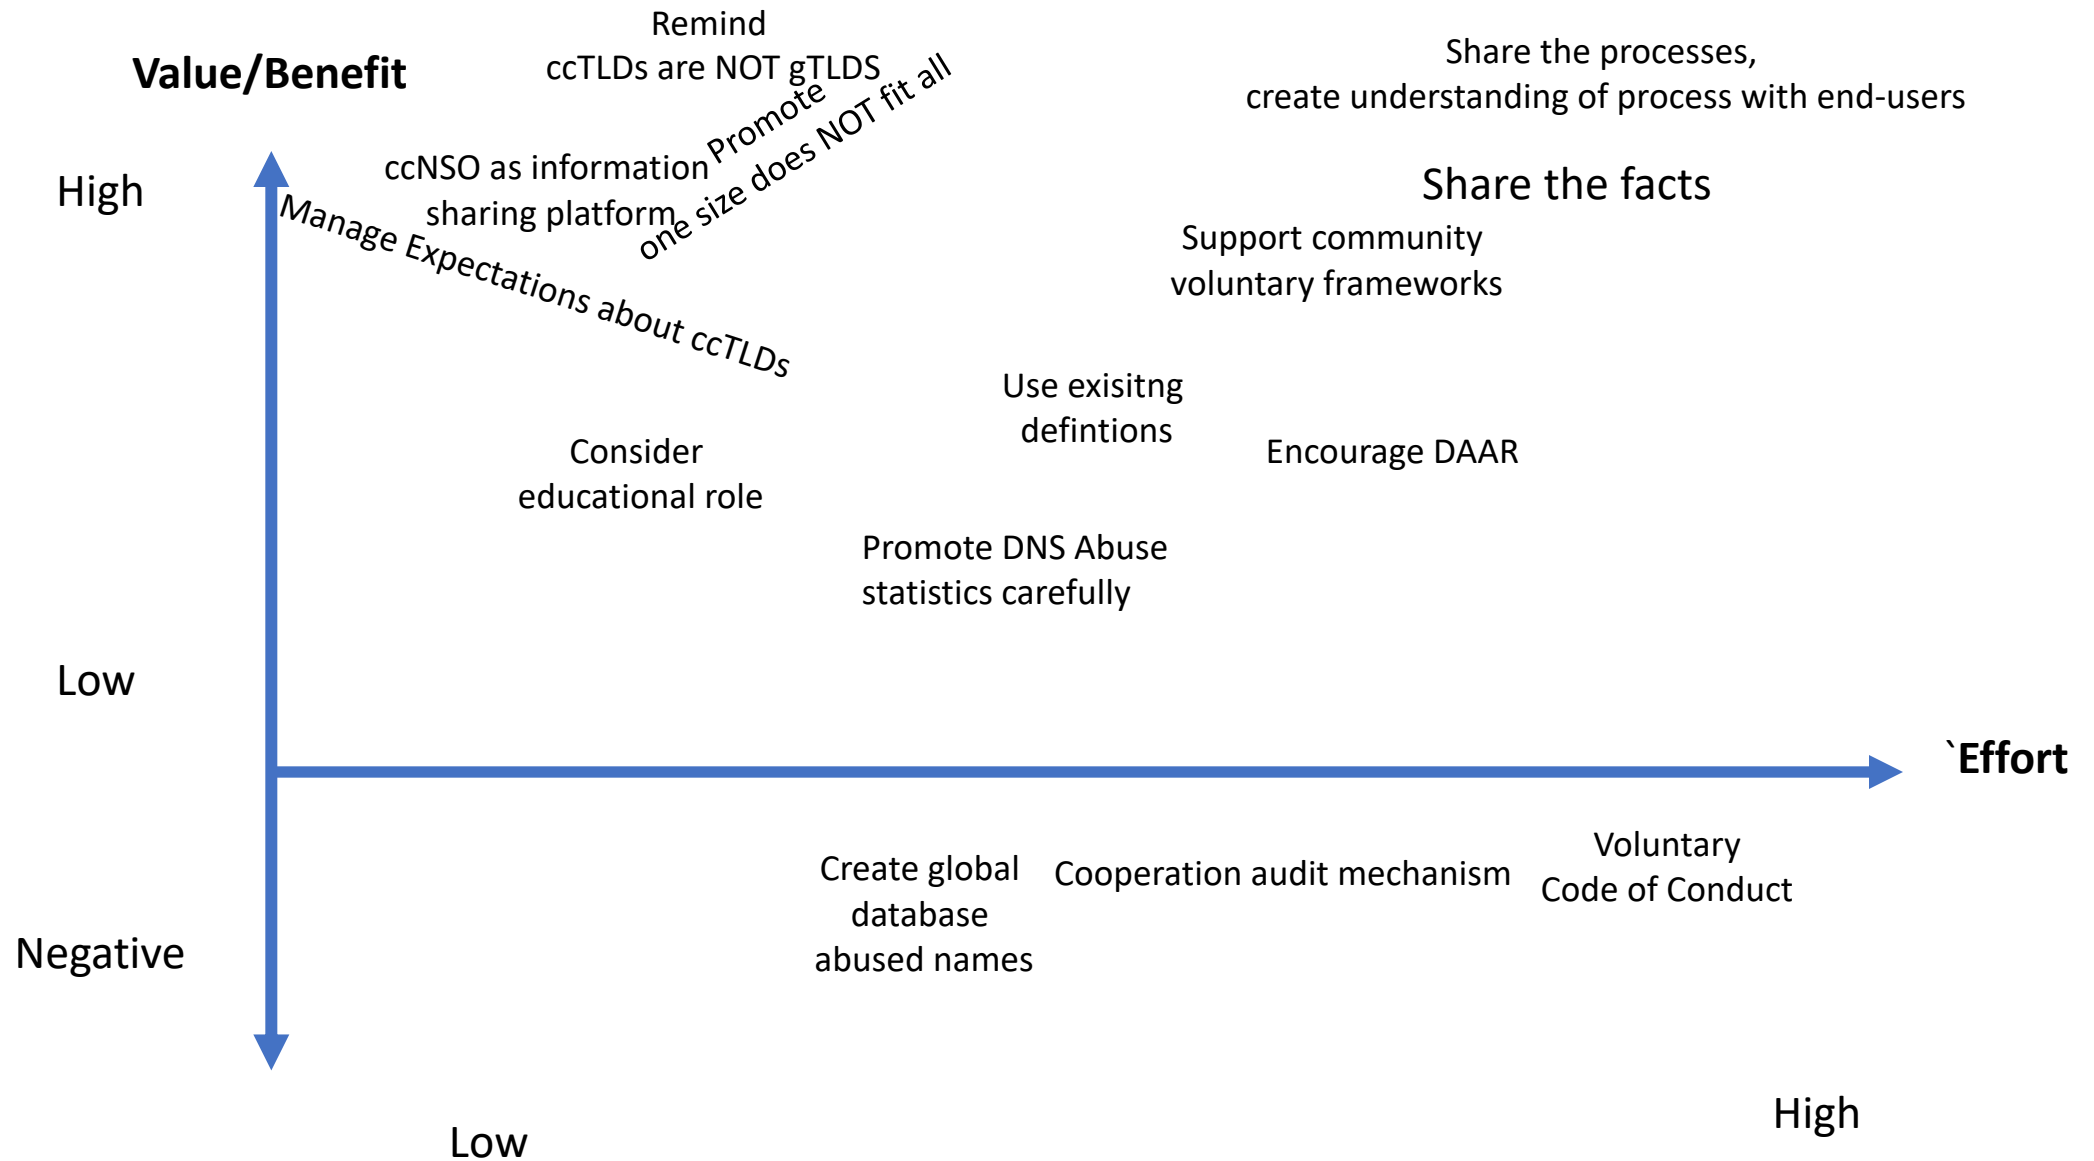 Remind
ccTLDs are NOT gTLDS
Value/Benefit
Share the processes,
create understanding of process with end-users
Promote
one size does NOT fit all
ccNSO as information
sharing platform
High
Share the facts
Manage Expectations about ccTLDs
Support community
voluntary frameworks
Use exisitng
defintions
Consider
educational role
Encourage DAAR
Promote DNS Abuse
statistics carefully
Low
`Effort
Create global
database
abused names
Cooperation audit mechanism
Voluntary
Code of Conduct
Negative
High
Low